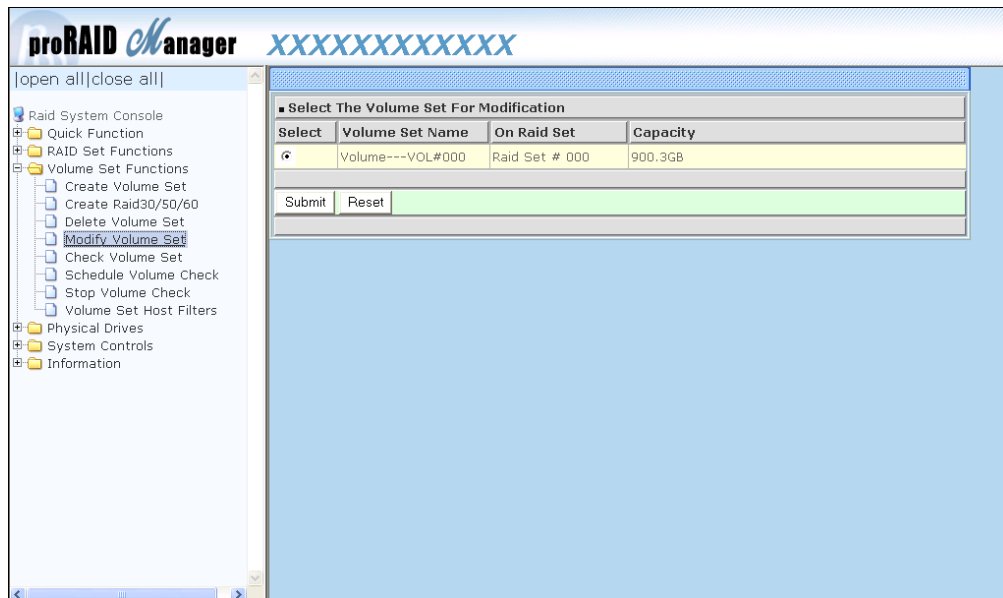 proRAID Manager XXXXXXXXXXXX
|open all|close all|
Raid System Console
Quick Function
RAID Set Functions
Volume Set Functions
Create Volume Set
Create Raid30/50/60
Delete Volume Set
Modify Volume Set
Check Volume Set
Schedule Volume Check
Stop Volume Check
Volume Set Host Filters
Physical Drives
System Controls
Information
Select The Volume Set For Modification
Select Volume Set Name On Raid Set Capacity
Volume---VOL#000 Raid Set # 000 900.3GB
Submit Reset